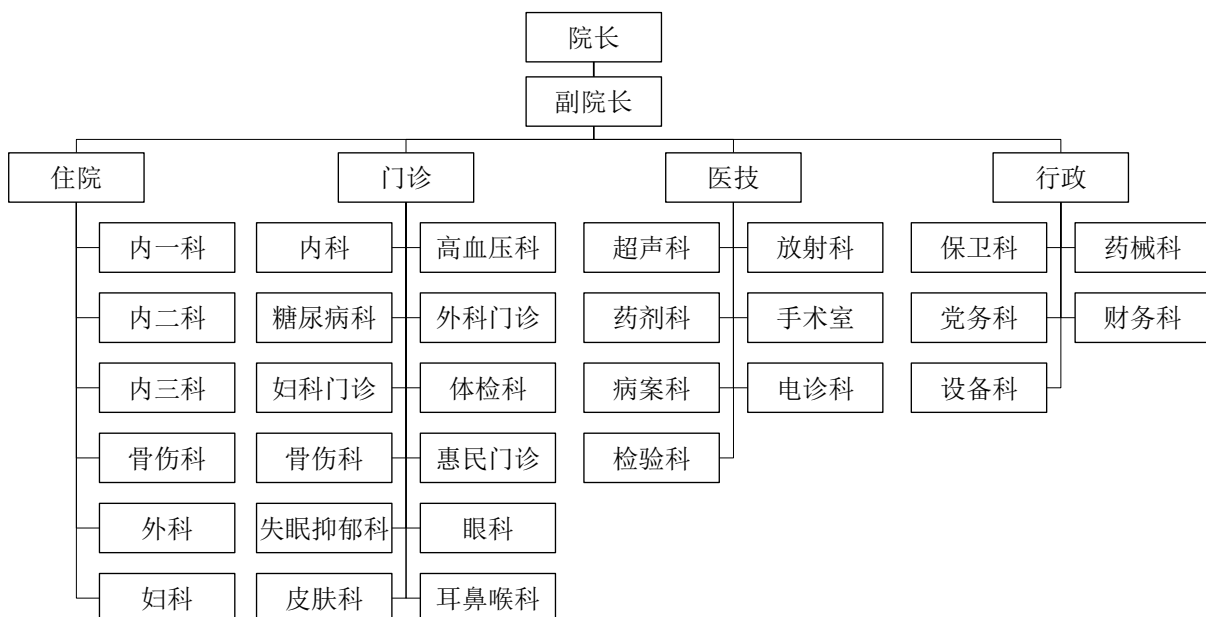 院长
副院长
住院 门诊 医技 行政
内一科 内科 高血压科 超声科 放射科 保卫科 药械科
内二科 糖尿病科 外科门诊 药剂科 手术室 党务科 财务科
内三科 妇科门诊 体检科 病案科 电诊科 设备科
骨伤科 骨伤科 惠民门诊 检验科
外科 失眠抑郁科 眼科
妇科 皮肤科 耳鼻喉科